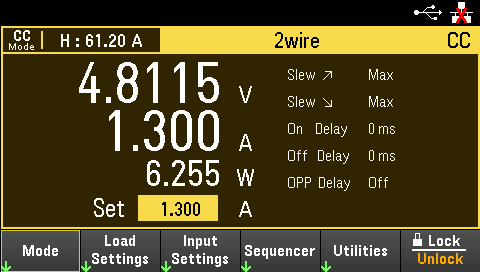 CC Mode H : 61.20 A 2wire CC
4.8115 V
1.300 A
6.255 W
Set 1.300 A
Slew ↗ Max
Slew ↘ Max
On Delay 0 ms
Off Delay 0 ms
OPP Delay Off
Mode
Load Settings
Input Settings
Sequencer
Utilities
Lock
Unlock